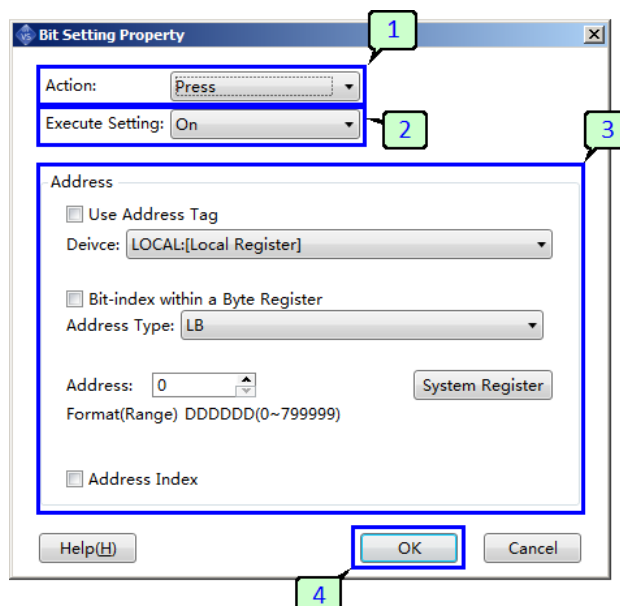 VS Bit Setting Property
1
Action: Press
Execute Setting: On
2
3
Address
Use Address Tag
Deivce: LOCAL:[Local Register]
Bit-index within a Byte Register
Address Type: LB
Address: 0
System Register
Format(Range) DDDDDD(0~799999)
Address Index
Help(H)
OK
Cancel
4